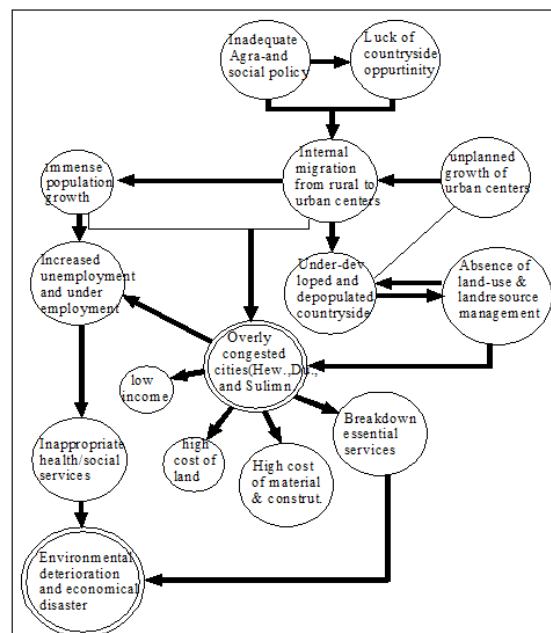 Inadequate
Agra-and
social policy
Luck of
countryside
oppurtinity
Immense
population
growth
Internal
migration
from rural to
urban centers
unplanned
growth of
urban centers
Increased
unemployment
and under
employment
Under-dev
loped and
depopulated
countryside
Absence of
land-use &
landresource
management
Overly
congested
cities(Hew.,Du.,
and Sulimn.
low
income
Breakdown
essential
services
Inappropriate
health/social
services
high
cost of
land
High cost
of material
& construt.
Environmental
deterioration
and economical
disaster